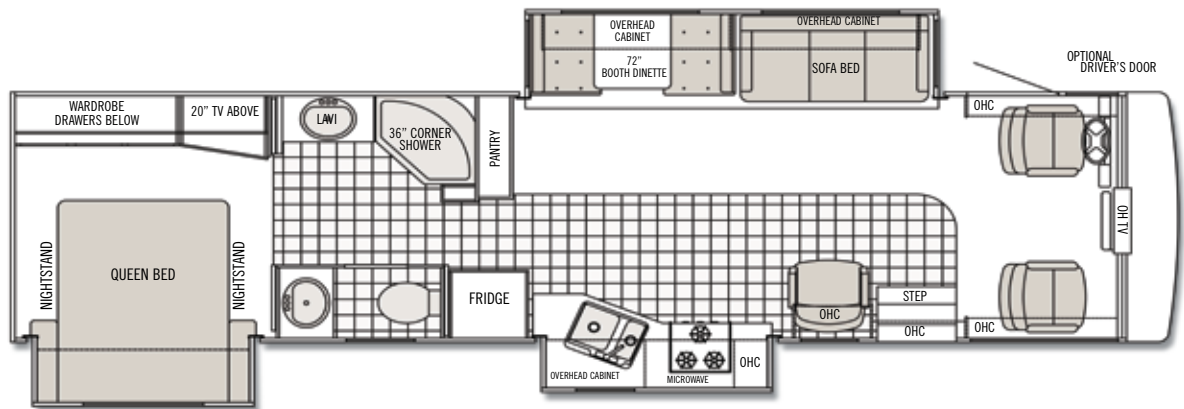 OVERHEAD
CABINET
72"
BOOTH DINETTE
OVERHEAD CABINET
SOFA BED
OPTIONAL
DRIVER'S DOOR
WARDROBE
DRAWERS BELOW
20" TV ABOVE
LAVI
36" CORNER
SHOWER
PANTRY
OHC
OH TV
NIGHTSTAND
QUEEN BED
NIGHTSTAND
FRIDGE
OVERHEAD CABINET
MICROWAVE
OHC
OHC
STEP
OHC
OHC